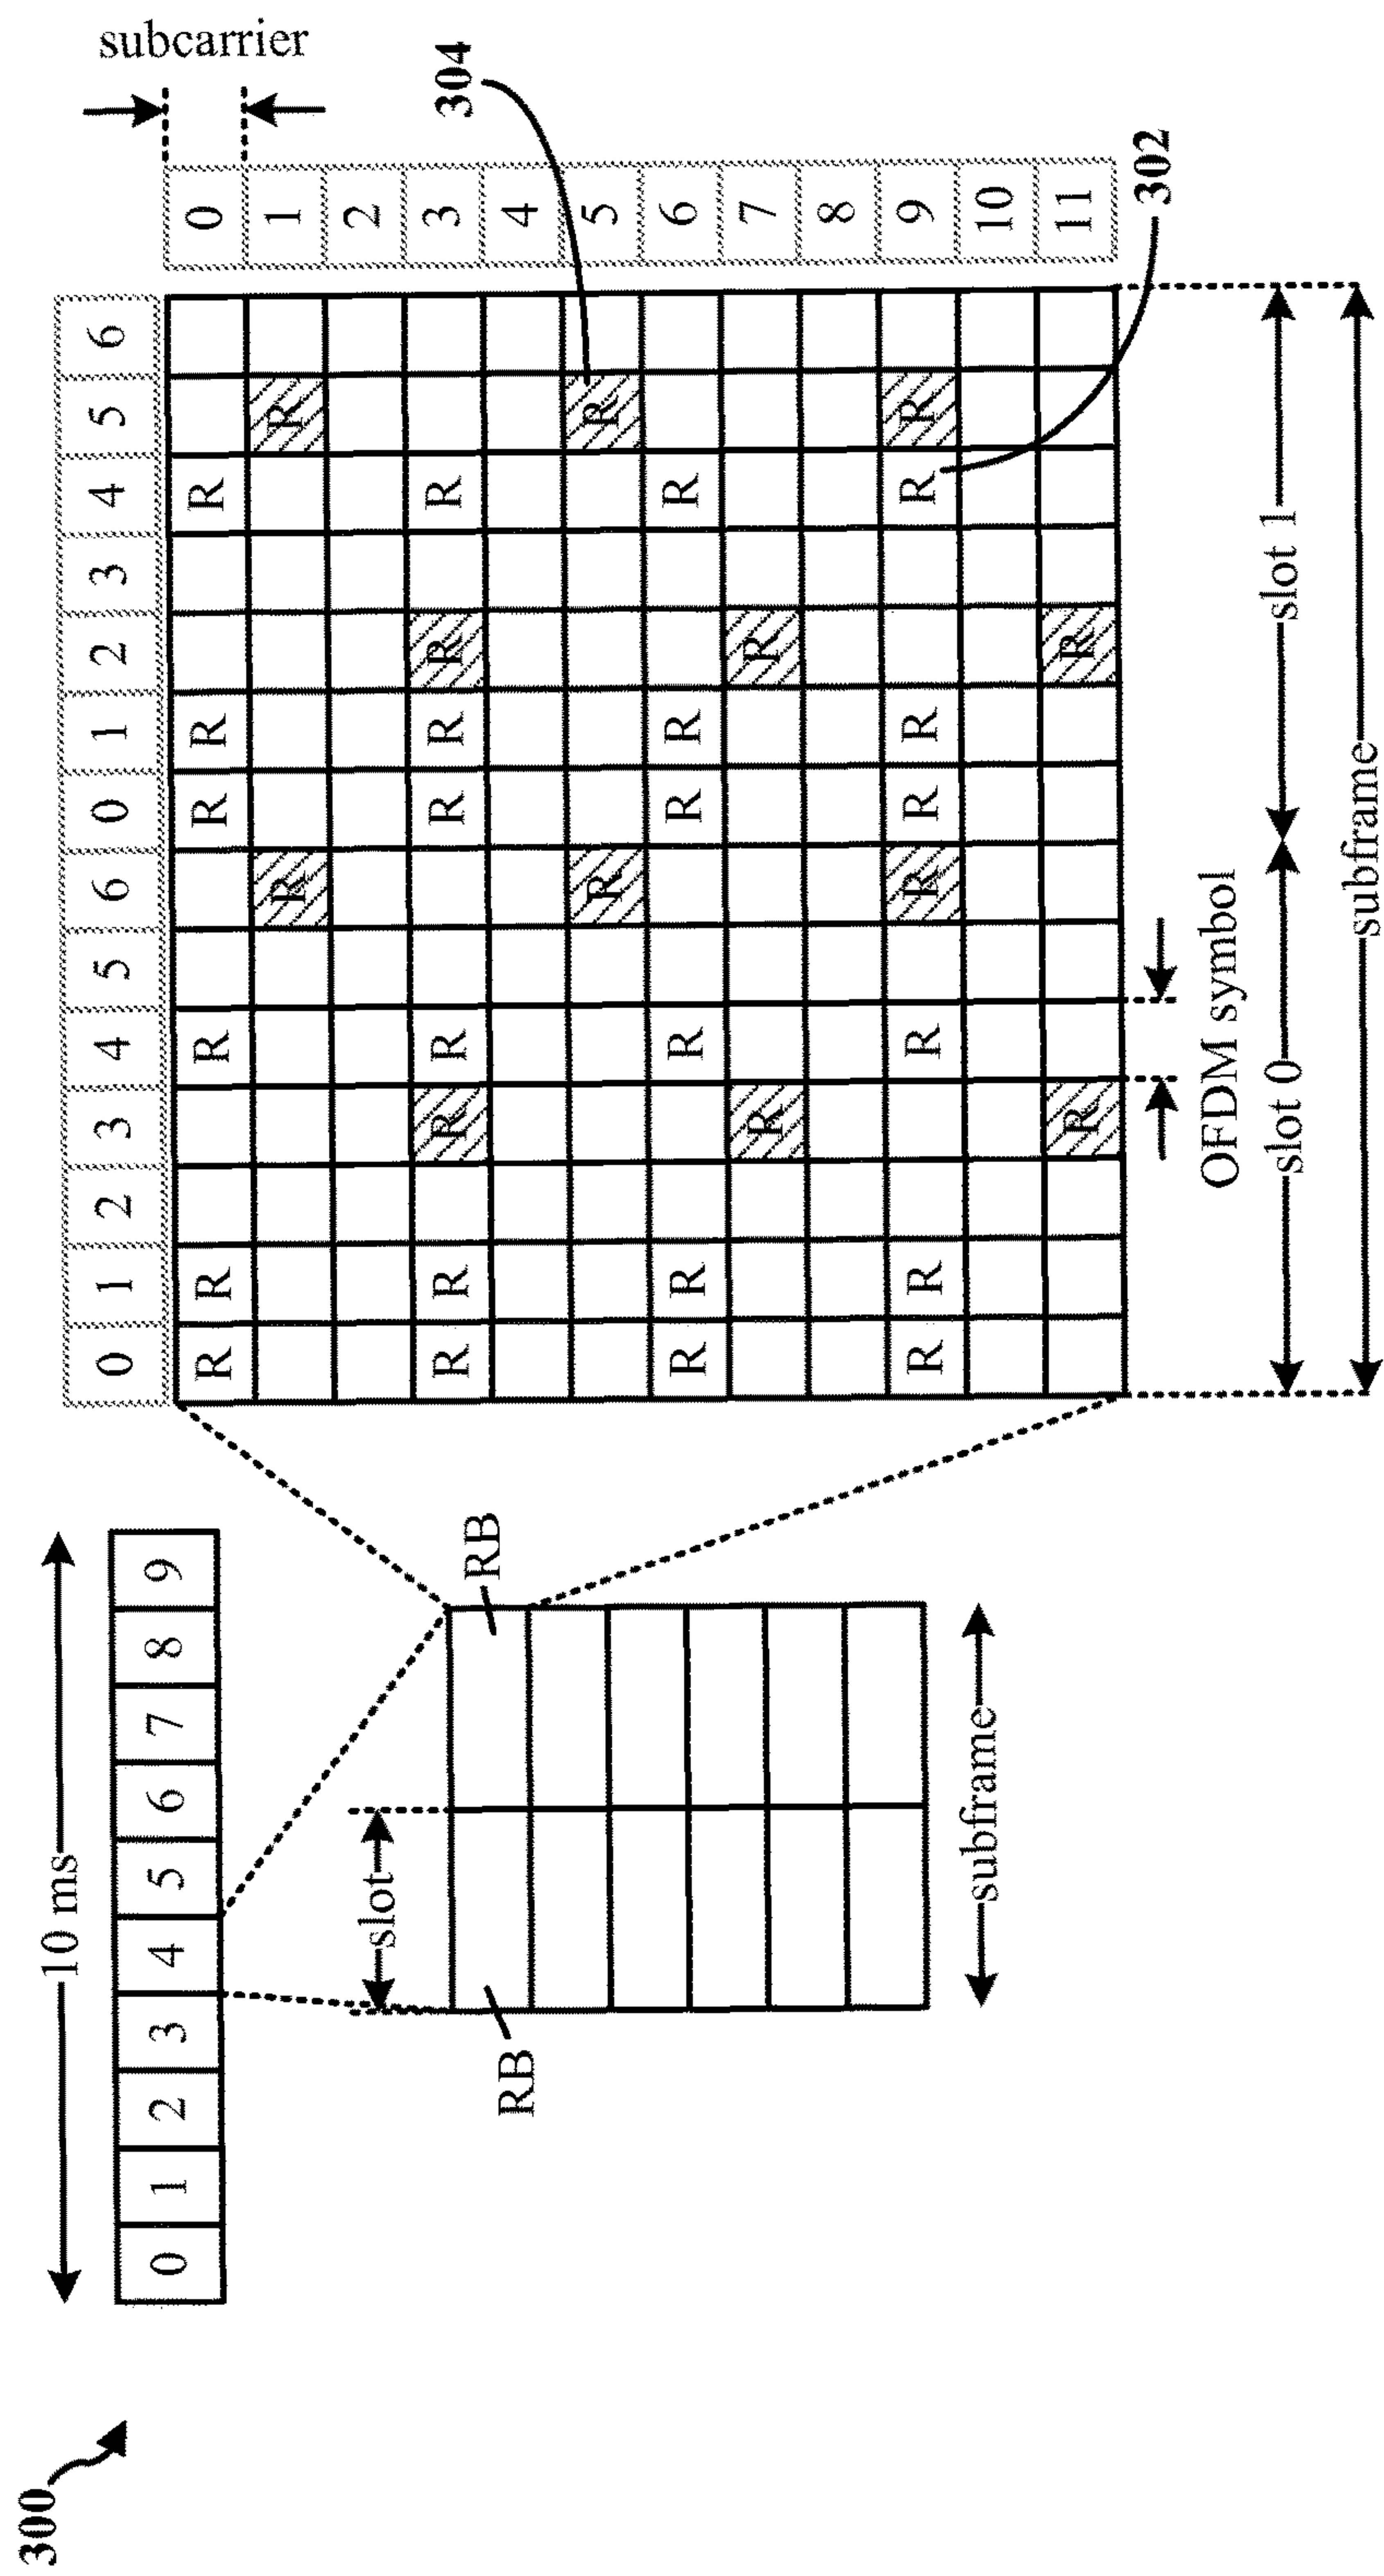 300
10 ms
0 1 2 3 4 5 6 7 8 9
slot
RB
RB
subframe
0 1 2 3 4 5 6 0 1 2 3 4 5 6
subcarrier
304
R R R R R R 0
R R 1
2
R R R R R R R R 3
4
R R 5
R R R R R R 6
R R 7
8
R R R R R R R R 9
10
R R 11
302
OFDM symbol
slot 0
slot 1
subframe